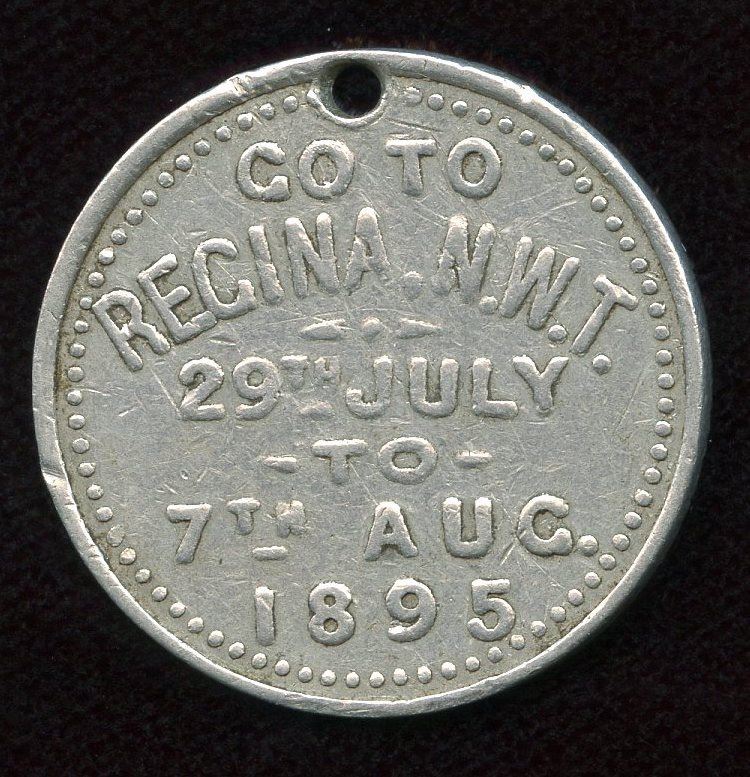 GO TO
REGINA. N.W.T.
29TH JULY
- TO -
7TH AUG.
1895